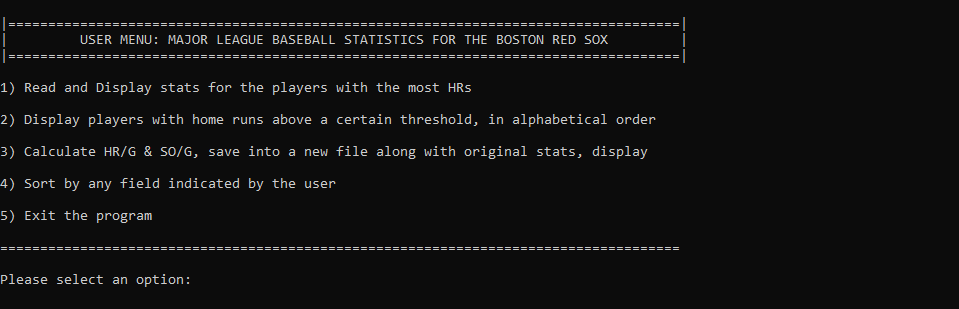 |====================================================================================|
|         USER MENU: MAJOR LEAGUE BASEBALL STATISTICS FOR THE BOSTON RED SOX         |
|====================================================================================|
1) Read and Display stats for the players with the most HRs
2) Display players with home runs above a certain threshold, in alphabetical order
3) Calculate HR/G & SO/G, save into a new file along with original stats, display
4) Sort by any field indicated by the user
5) Exit the program
=====================================================================================
Please select an option: